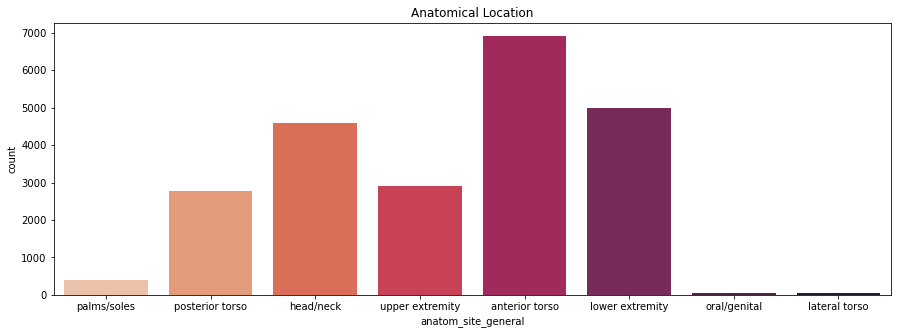 Anatomical Location
count
7000
6000
5000
4000
3000
2000
1000
0
palms/soles posterior torso head/neck upper extremity anterior torso lower extremity oral/genital lateral torso
anatom_site_general